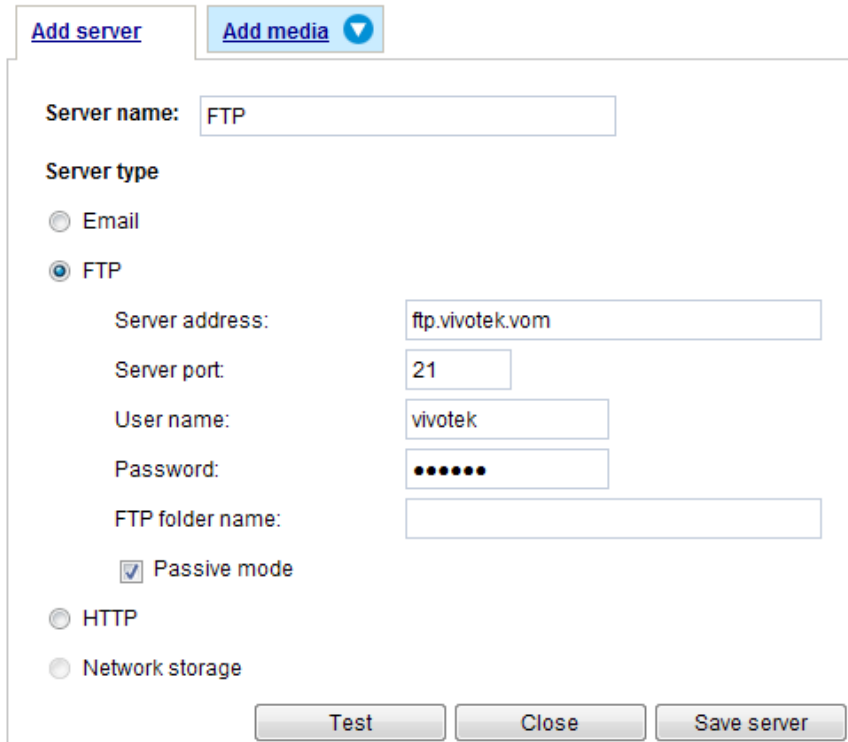 Add server Add media
Server name: FTP
Server type
Email
FTP
Server address: ftp.vivotek.vom
Server port: 21
User name: vivotek
Password: ●●●●●●
FTP folder name:
Passive mode
HTTP
Network storage
Test Close Save server